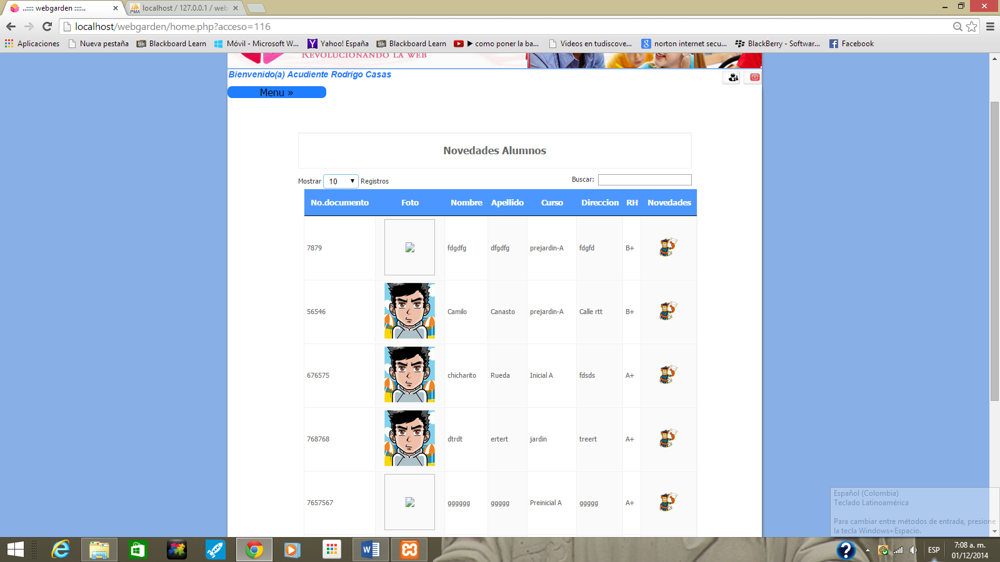 ..:::: webgarden ::::..
localhost / 127.0.0.1 / web
localhost/webgarden/home.php?acceso=116
Aplicaciones Nueva pestaña Blackboard Learn Móvil - Microsoft W... Yahoo! España Blackboard Learn ▶ como poner la ba... Videos en tudiscove... norton internet secu... BlackBerry - Softwar... Facebook
Revolucionando la web
Bienvenido(a) Acudiente Rodrigo Casas
Menu »
Novedades Alumnos
Mostrar 10 Registros Buscar:
No.documento Foto Nombre Apellido Curso Direccion RH Novedades
7879 fdgdfg dfgdfg prejardin-A fdgfd B+
56546 Camilo Canasto prejardin-A Calle rtt B+
676575 chicharito Rueda Inicial A fdsds A+
768768 dtrdt ertert jardin treert A+
7657567 gggggg ggggg Preinicial A ggggg A+
Español (Colombia)
Teclado Latinoamérica
Para cambiar entre métodos de entrada, presione
la tecla Windows+Espacio.
ESP
7:08 a. m.
01/12/2014